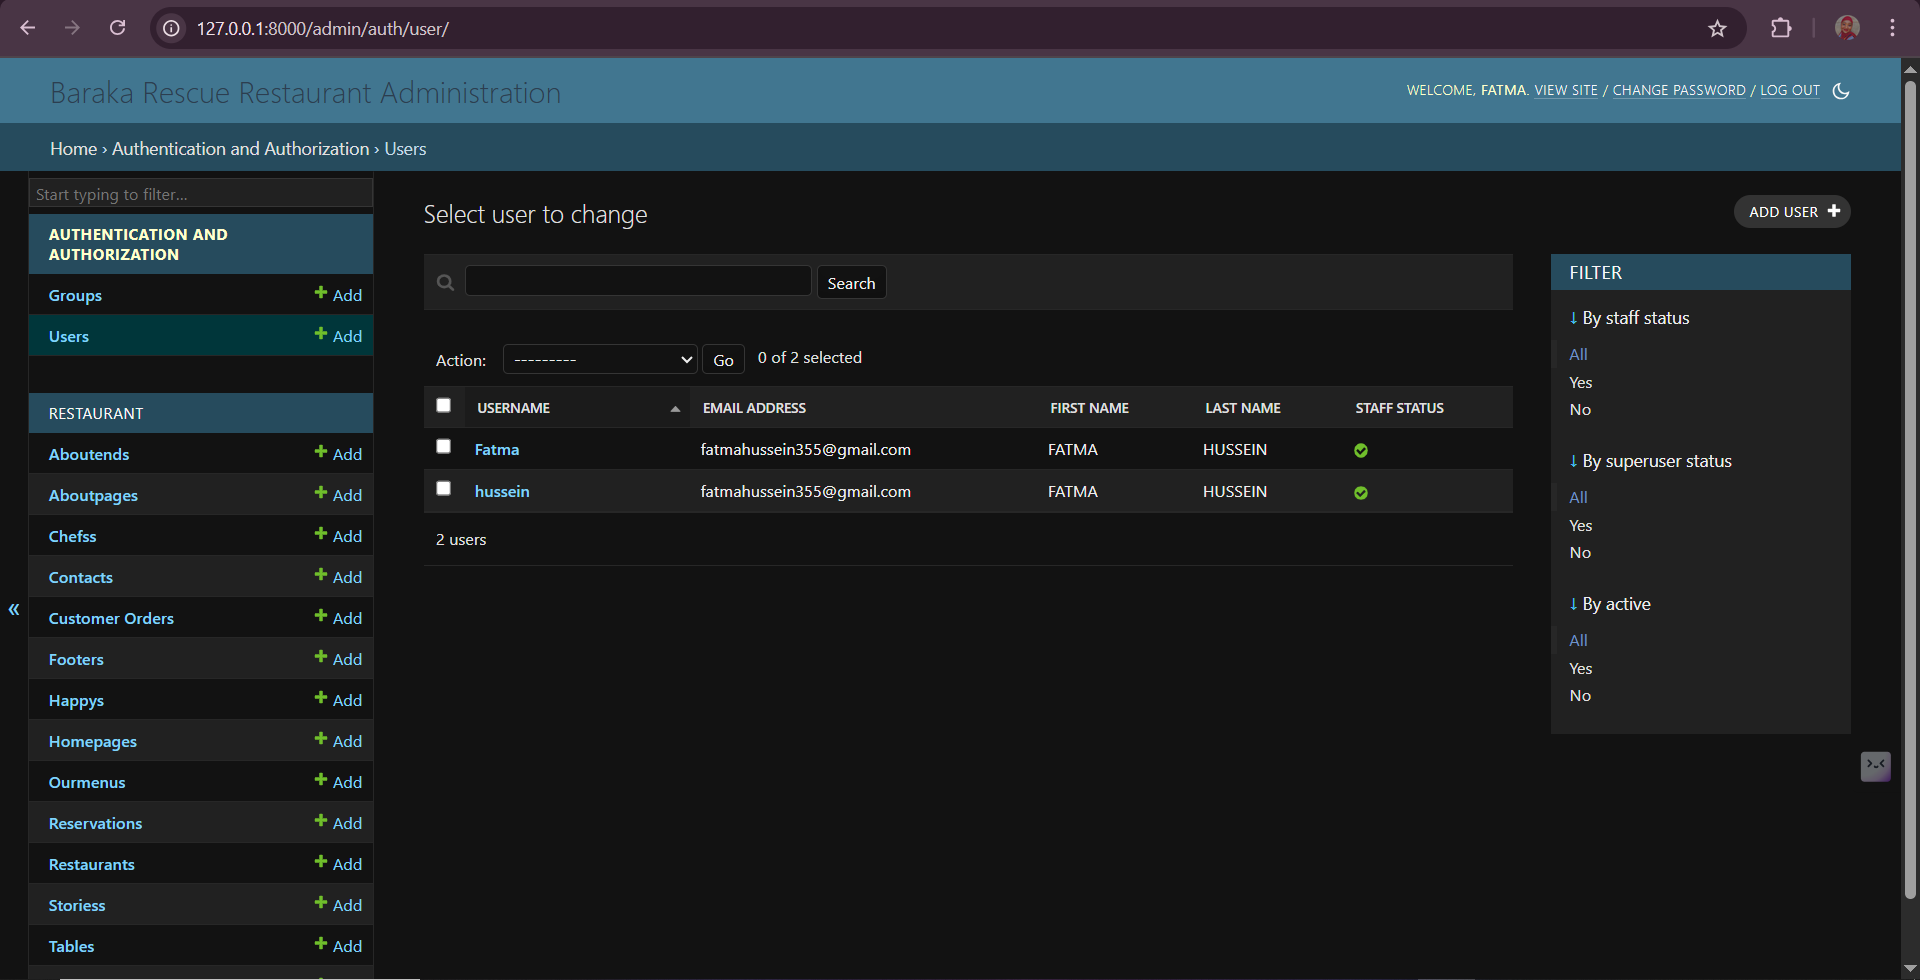 127.0.0.1:8000/admin/auth/user/
Baraka Rescue Restaurant Administration
WELCOME, FATMA. VIEW SITE / CHANGE PASSWORD / LOG OUT
Home › Authentication and Authorization › Users
Start typing to filter...
AUTHENTICATION AND
AUTHORIZATION
Groups + Add
Users + Add
RESTAURANT
Aboutends + Add
Aboutpages + Add
Chefss + Add
Contacts + Add
Customer Orders + Add
Footers + Add
Happys + Add
Homepages + Add
Ourmenus + Add
Reservations + Add
Restaurants + Add
Storiess + Add
Tables + Add
Select user to change
ADD USER +
Search
Action: --------- Go 0 of 2 selected
USERNAME EMAIL ADDRESS FIRST NAME LAST NAME STAFF STATUS
Fatma fatmahussein355@gmail.com FATMA HUSSEIN
hussein fatmahussein355@gmail.com FATMA HUSSEIN
2 users
FILTER
↓ By staff status
All
Yes
No
↓ By superuser status
All
Yes
No
↓ By active
All
Yes
No